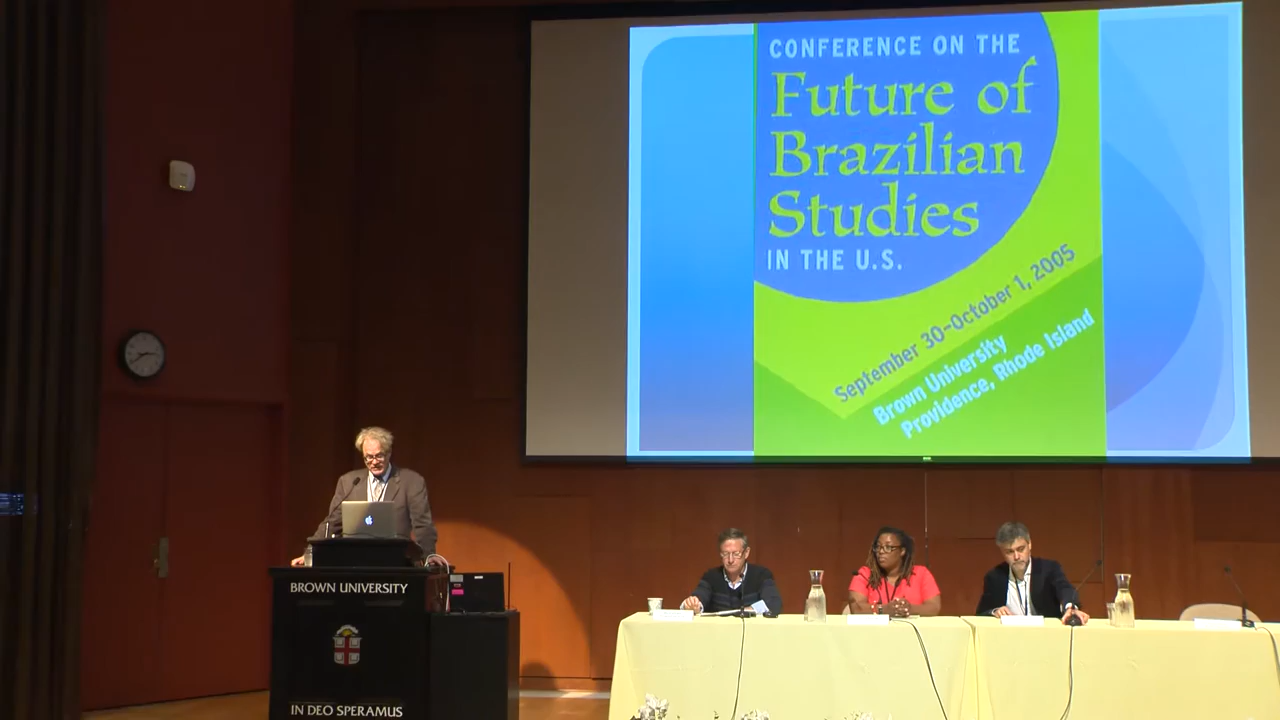 CONFERENCE ON THE
Future of
Brazilian
Studies
IN THE U.S.
September 30-October 1, 2005
Brown University
Providence, Rhode Island
BROWN UNIVERSITY
IN DEO SPERAMUS